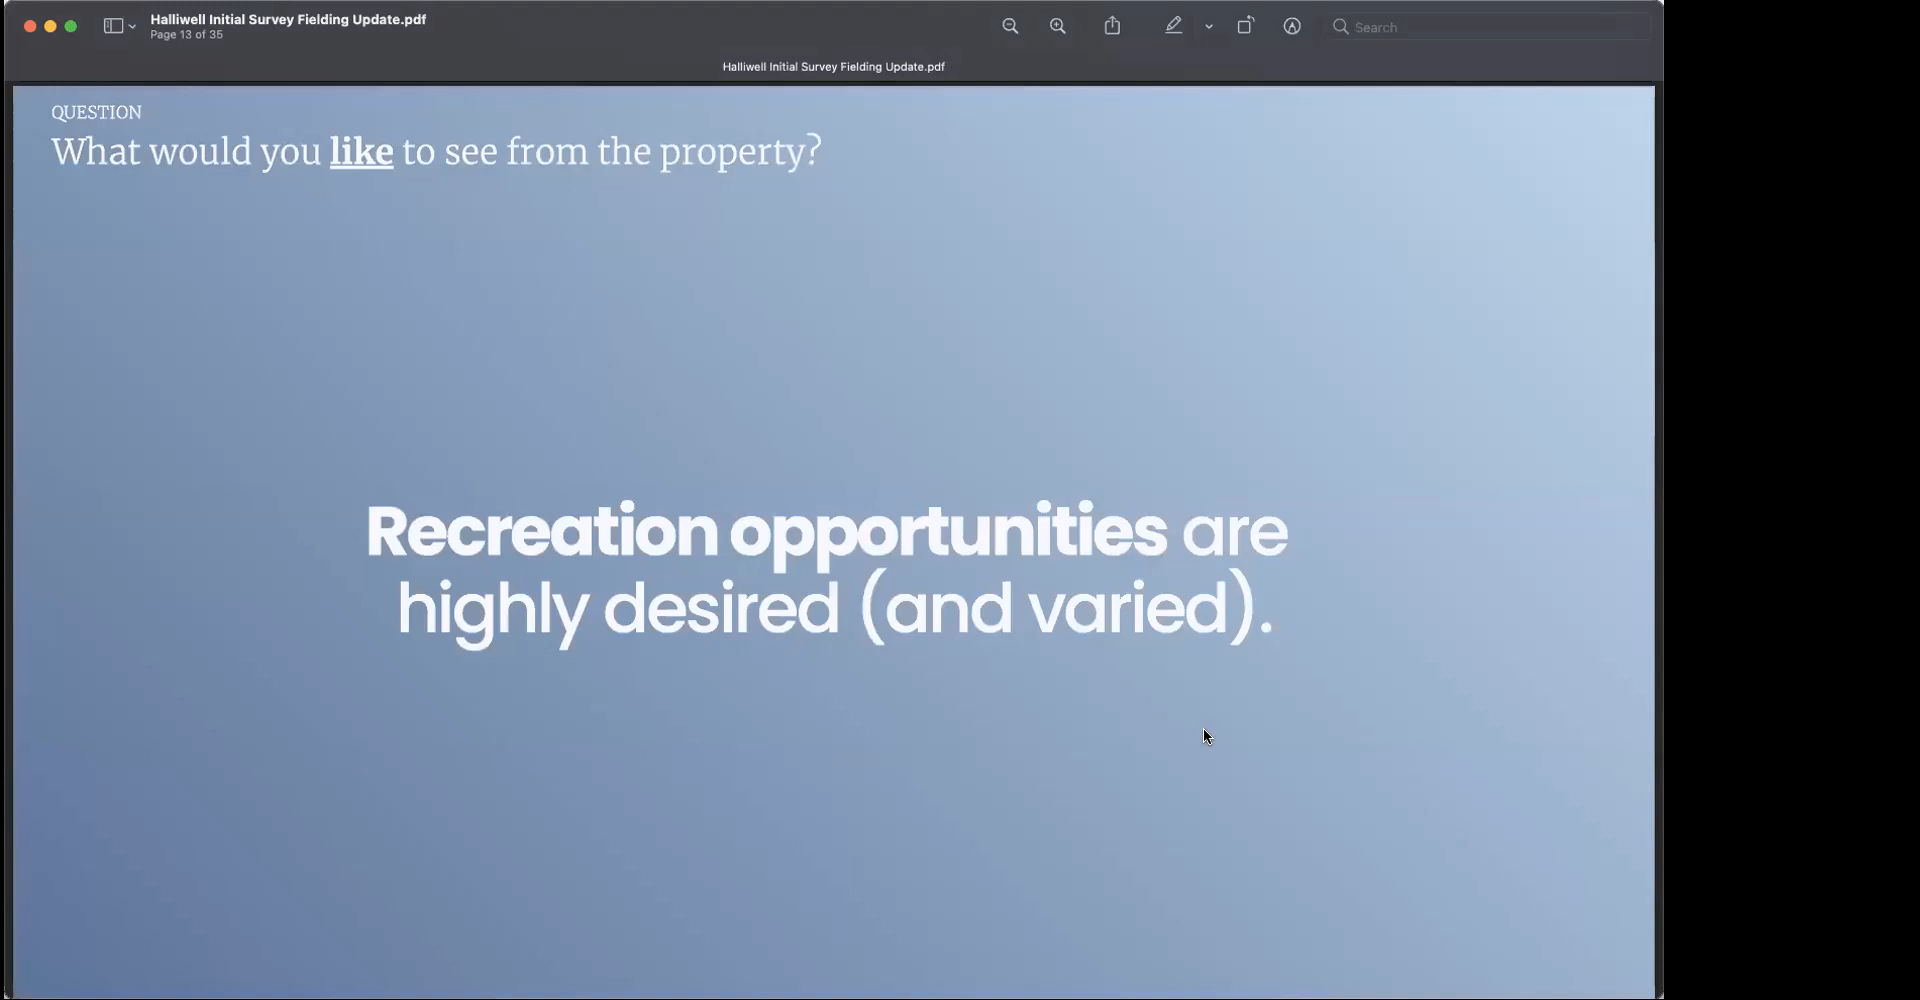 Halliwell Initial Survey Fielding Update.pdf
Page 13 of 35
Search
Halliwell Initial Survey Fielding Update.pdf
QUESTION
What would you like to see from the property?
Recreation opportunities are
highly desired (and varied).